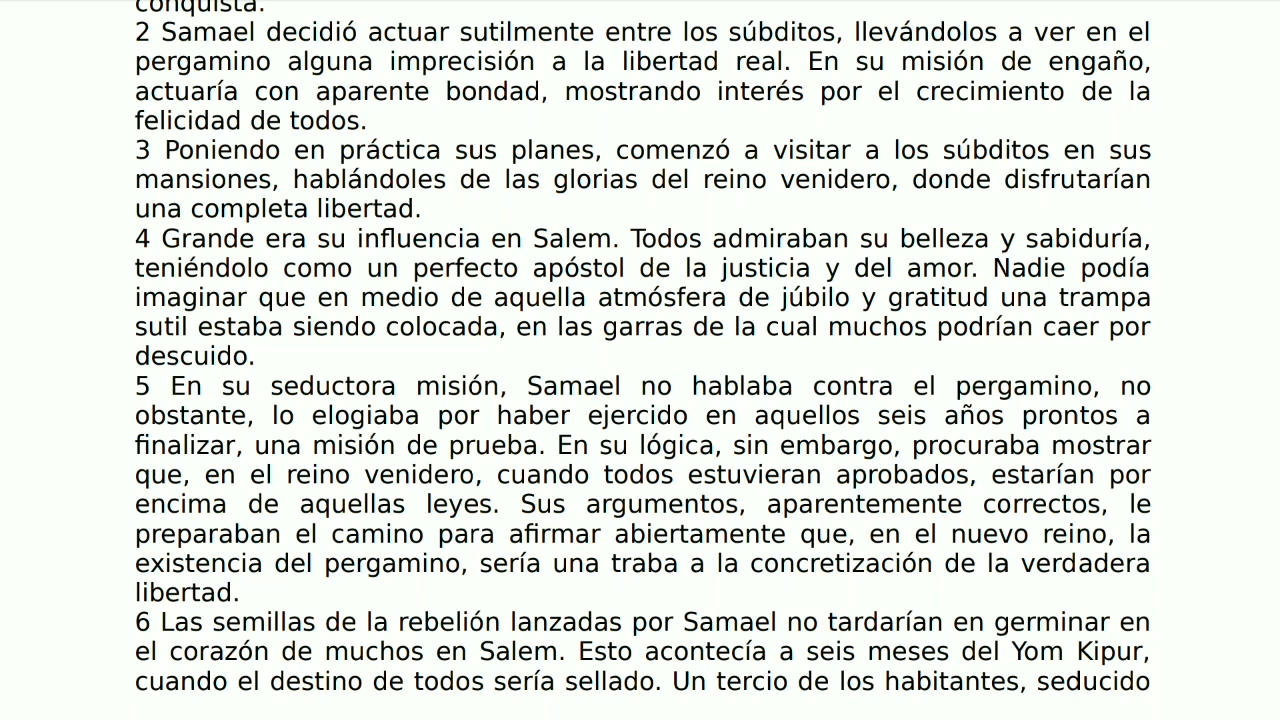 conquista.
2 Samael decidió actuar sutilmente entre los súbditos, llevándolos a ver en el
pergamino alguna imprecisión a la libertad real. En su misión de engaño,
actuaría con aparente bondad, mostrando interés por el crecimiento de la
felicidad de todos.
3 Poniendo en práctica sus planes, comenzó a visitar a los súbditos en sus
mansiones, hablándoles de las glorias del reino venidero, donde disfrutarían
una completa libertad.
4 Grande era su influencia en Salem. Todos admiraban su belleza y sabiduría,
teniéndolo como un perfecto apóstol de la justicia y del amor. Nadie podía
imaginar que en medio de aquella atmósfera de júbilo y gratitud una trampa
sutil estaba siendo colocada, en las garras de la cual muchos podrían caer por
descuido.
5 En su seductora misión, Samael no hablaba contra el pergamino, no
obstante, lo elogiaba por haber ejercido en aquellos seis años prontos a
finalizar, una misión de prueba. En su lógica, sin embargo, procuraba mostrar
que, en el reino venidero, cuando todos estuvieran aprobados, estarían por
encima de aquellas leyes. Sus argumentos, aparentemente correctos, le
preparaban el camino para afirmar abiertamente que, en el nuevo reino, la
existencia del pergamino, sería una traba a la concretización de la verdadera
libertad.
6 Las semillas de la rebelión lanzadas por Samael no tardarían en germinar en
el corazón de muchos en Salem. Esto acontecía a seis meses del Yom Kipur,
cuando el destino de todos sería sellado. Un tercio de los habitantes, seducido